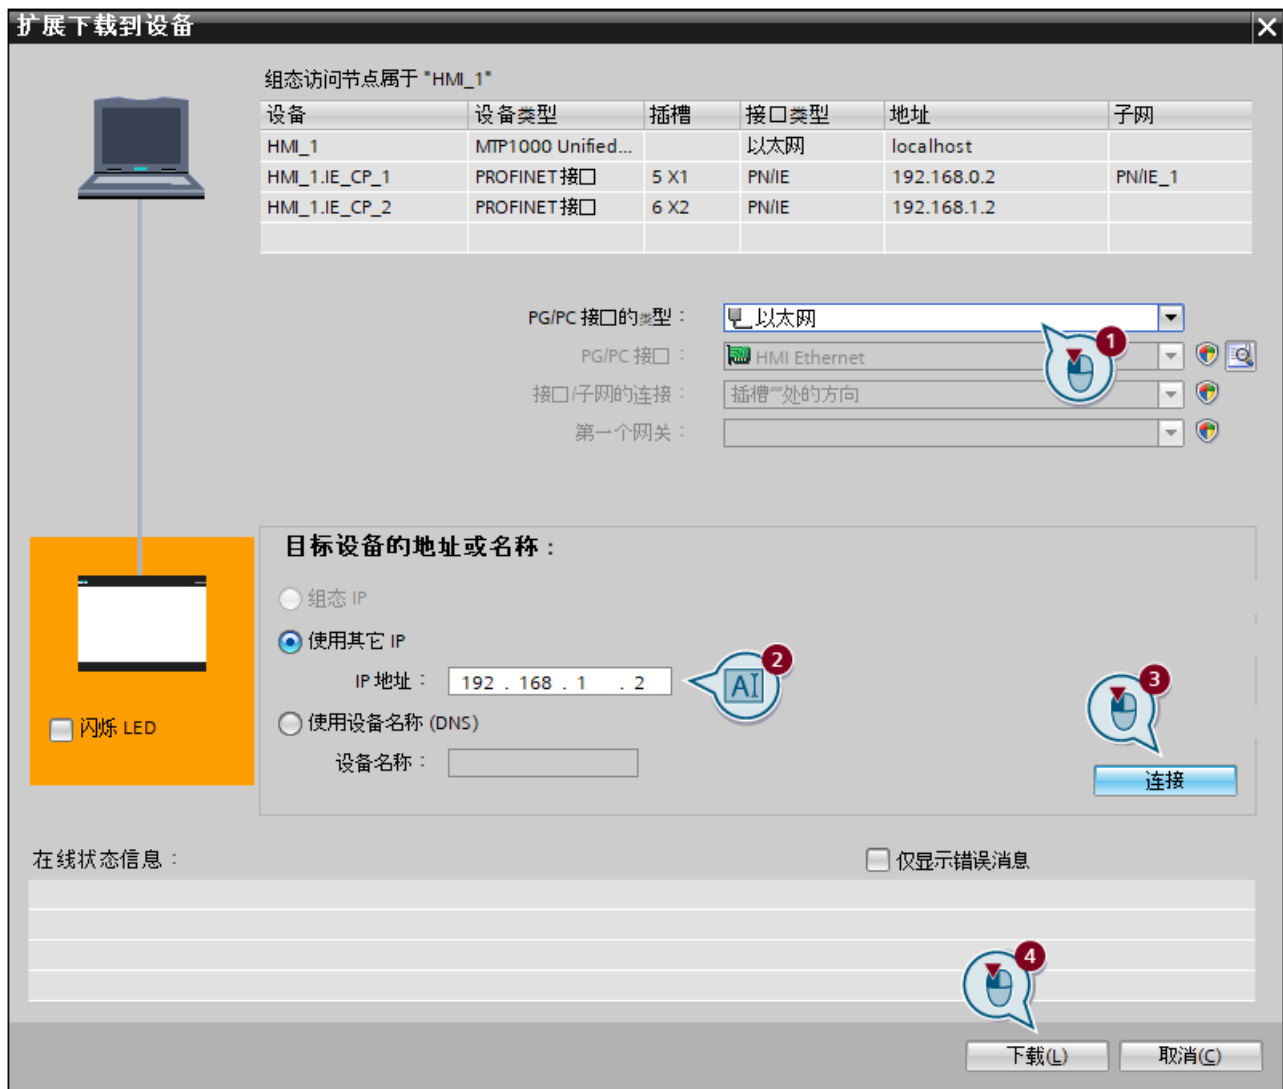 扩展下载到设备
组态访问节点属于 "HMI_1"
设备 设备类型 插槽 接口类型 地址 子网
HMI_1 MTP1000 Unified... 以太网 localhost
HMI_1.IE_CP_1 PROFINET接口 5 X1 PN/IE 192.168.0.2 PN/IE_1
HMI_1.IE_CP_2 PROFINET接口 6 X2 PN/IE 192.168.1.2
PG/PC 接口的类型： 以太网
1
PG/PC 接口： HMI Ethernet
接口/子网的连接： 插槽""处的方向
第一个网关：
目标设备的地址或名称：
组态 IP
使用其它 IP
2
IP 地址： 192 . 168 . 1 . 2
AI
3
使用设备名称 (DNS)
闪烁 LED
设备名称：
连接
在线状态信息：
仅显示错误消息
4
下载(L) 取消(C)